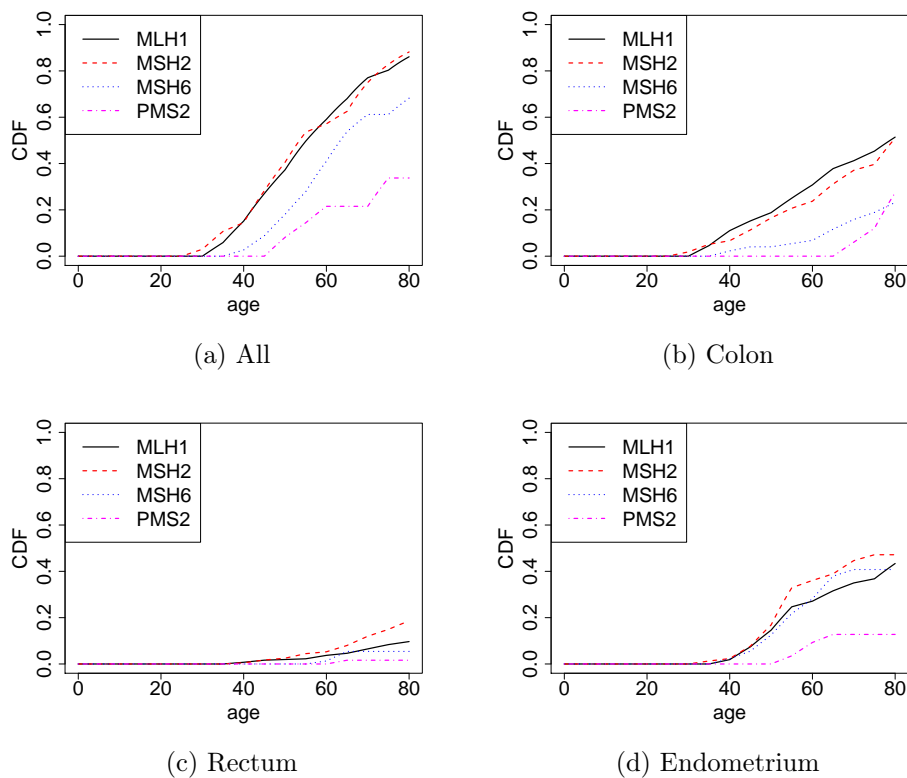 1.0
0.8
0.6
0.4
0.2
0.0
CDF
MLH1
MSH2
MSH6
PMS2
0 20 40 60 80
age
(a) All
1.0
0.8
0.6
0.4
0.2
0.0
CDF
MLH1
MSH2
MSH6
PMS2
0 20 40 60 80
age
(b) Colon
1.0
0.8
0.6
0.4
0.2
0.0
CDF
MLH1
MSH2
MSH6
PMS2
0 20 40 60 80
age
(c) Rectum
1.0
0.8
0.6
0.4
0.2
0.0
CDF
MLH1
MSH2
MSH6
PMS2
0 20 40 60 80
age
(d) Endometrium